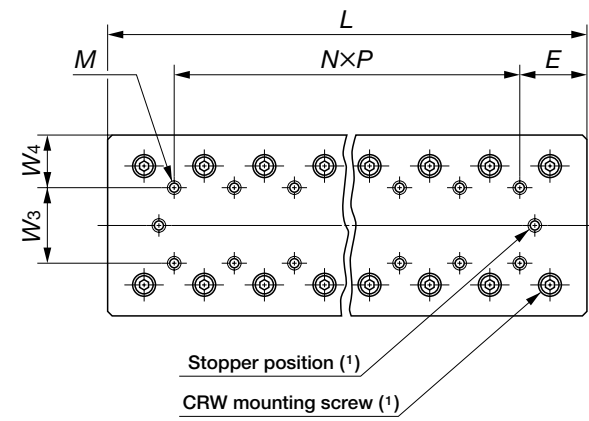 L
M
N×P
E
W4
W3
Stopper position (1)
CRW mounting screw (1)